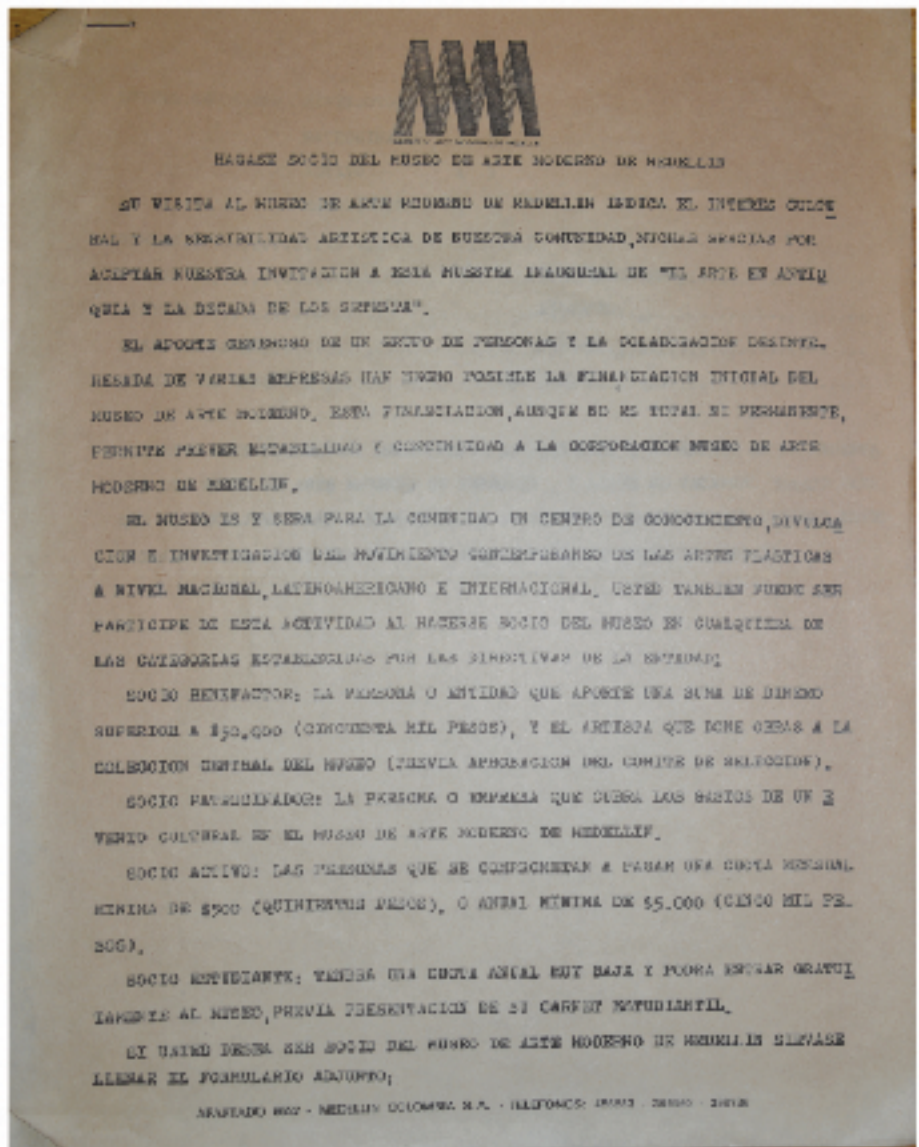 HAGASE SOCIO DEL MUSEO DE ARTE MODERNO DE MEDELLIN
SU VISITA AL MUSEO DE ARTE MODERNO DE MEDELLIN INDICA EL INTERES CULTU
RAL Y LA SENSIBILIDAD ARTISTICA DE NUESTRA COMUNIDAD,MUCHAS GRACIAS POR
ACEPTAR NUESTRA INVITACION A ESTA MUESTRA INAUGURAL DE "EL ARTE EN ANTIO
QUIA Y LA DECADA DE LOS SETENTA".
EL APORTE GENEROSO DE UN GRUPO DE PERSONAS Y LA COLABORACION DESINTE-
RESADA DE VARIAS EMPRESAS HAN HECHO POSIBLE LA FINANCIACION INICIAL DEL
MUSEO DE ARTE MODERNO. ESTA FINANCIACION,AUNQUE NO ES TOTAL NI PERMANENTE,
PERMITE PREVER ESTABILIDAD Y CONTINUIDAD A LA CORPORACION MUSEO DE ARTE
MODERNO DE MEDELLIN.
EL MUSEO ES Y SERA PARA LA COMUNIDAD UN CENTRO DE CONOCIMIENTO,DIVULGA
CION E INVESTIGACION DEL MOVIMIENTO CONTEMPORANEO DE LAS ARTES PLASTICAS
A NIVEL NACIONAL,LATINOAMERICANO E INTERNACIONAL. USTED TAMBIEN PUEDE SER
PARTICIPE DE ESTA ACTIVIDAD AL HACERSE SOCIO DEL MUSEO EN CUALQUIERA DE
LAS CATEGORIAS ESTABLECIDAS POR LAS DIRECTIVAS DE LA ENTIDAD:
SOCIO BENEFACTOR: LA PERSONA O ENTIDAD QUE APORTE UNA SUMA DE DINERO
SUPERIOR A $50.000 (CINCUENTA MIL PESOS), Y EL ARTISTA QUE DONE OBRAS A LA
COLECCION CENTRAL DEL MUSEO (PREVIA APROBACION DEL COMITE DE SELECCION).
SOCIO PATROCINADOR: LA PERSONA O EMPRESA QUE CUBRA LOS GASTOS DE UN E
VENTO CULTURAL EN EL MUSEO DE ARTE MODERNO DE MEDELLIN.
SOCIO ACTIVO: LAS PERSONAS QUE SE COMPROMETAN A PAGAR UNA CUOTA MENSUAL
MINIMA DE $500 (QUINIENTOS PESOS), O ANUAL MINIMA DE $5.000 (CINCO MIL PE-
SOS).
SOCIO ESTUDIANTE: TENDRA UNA CUOTA ANUAL MUY BAJA Y PODRA ENTRAR GRATUI
TAMENTE AL MUSEO,PREVIA PRESENTACION DE SU CARNET ESTUDIANTIL.
SI USTED DESEA SER SOCIO DEL MUSEO DE ARTE MODERNO DE MEDELLIN SIRVASE
LLENAR EL FORMULARIO ADJUNTO:
APARTADO - MEDELLIN COLOMBIA S.A. - TELEFONOS: